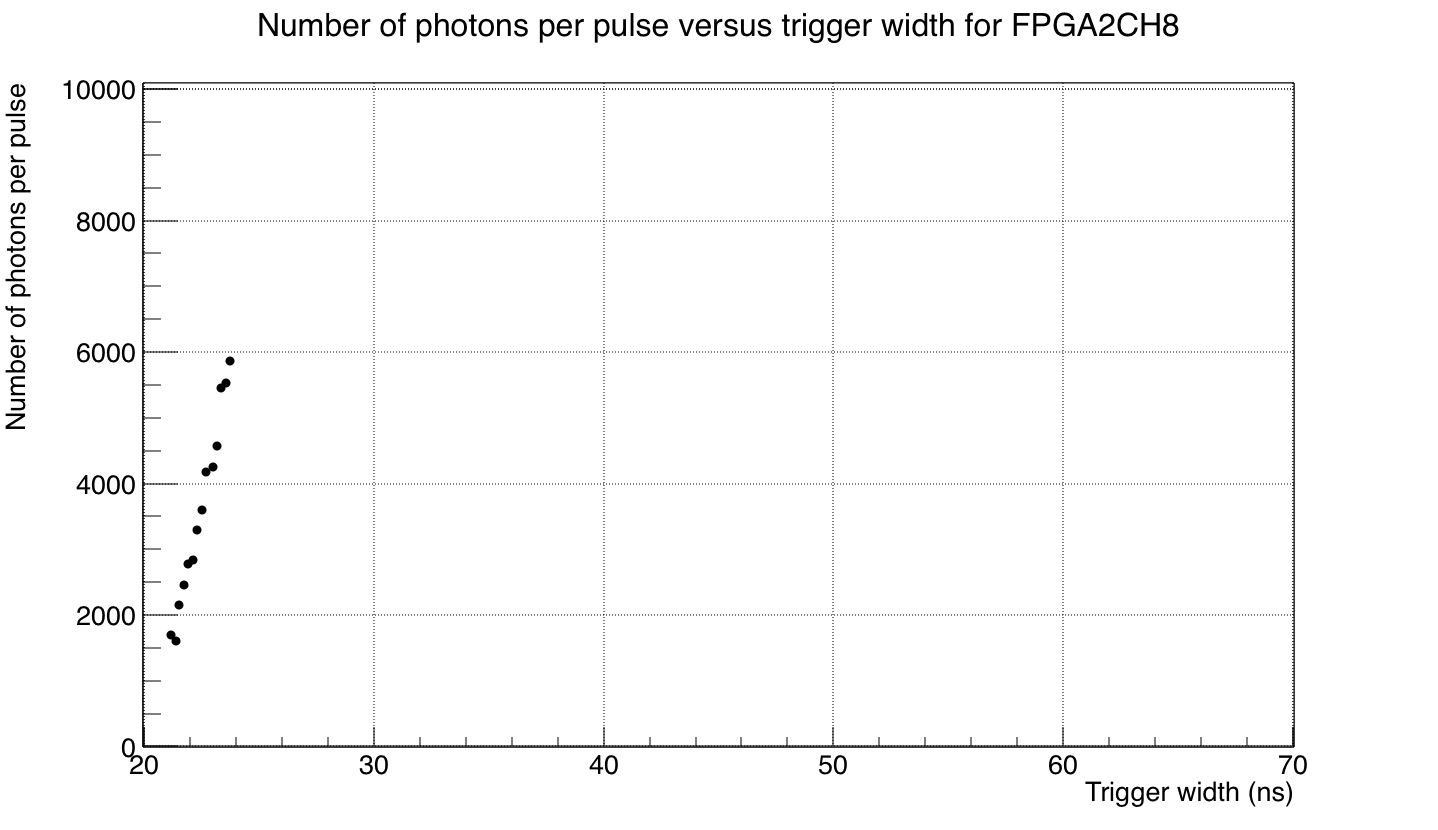 Number of photons per pulse versus trigger width for FPGA2CH8
Number of photons per pulse
10000
8000
6000
4000
2000
0
20 30 40 50 60 70
Trigger width (ns)